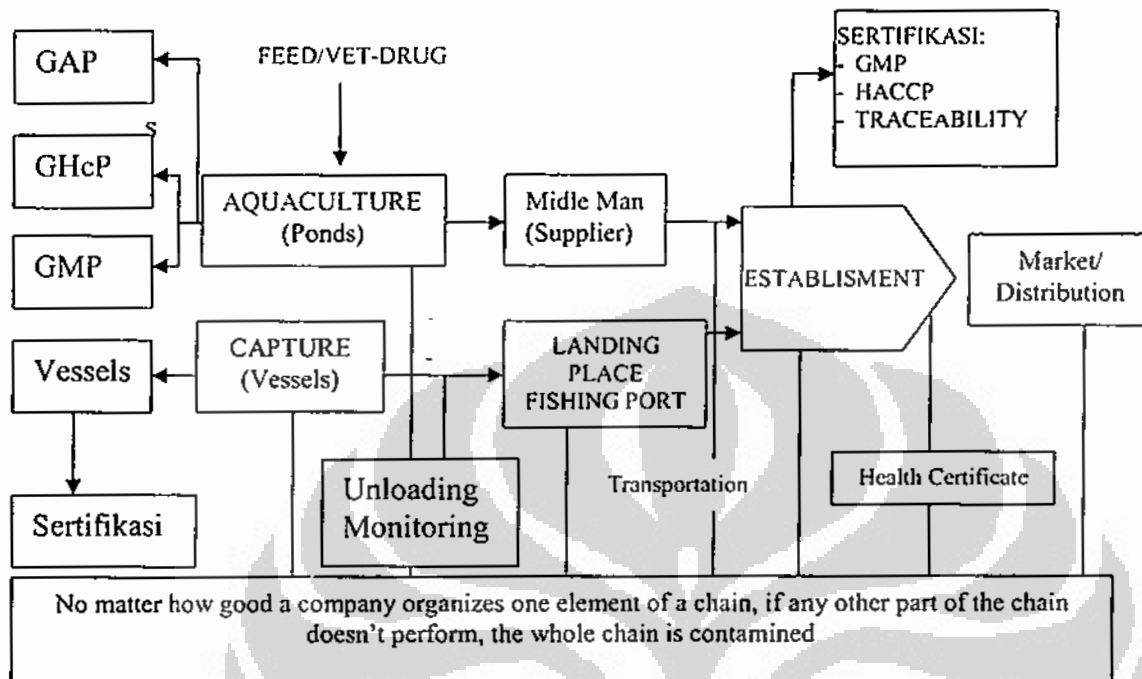 GAP
FEED/VET-DRUG
SERTIFIKASI:
- GMP
- HACCP
- TRACEABILITY
S
GHcP
AQUACULTURE
(Ponds)
Midle Man
(Supplier)
GMP
ESTABLISMENT
Market/
Distribution
Vessels
CAPTURE
(Vessels)
LANDING
PLACE
FISHING PORT
Unloading
Monitoring
Transportation
Health Certificate
Sertifikasi
No matter how good a company organizes one element of a chain, if any other part of the chain
doesn't perform, the whole chain is contaminated